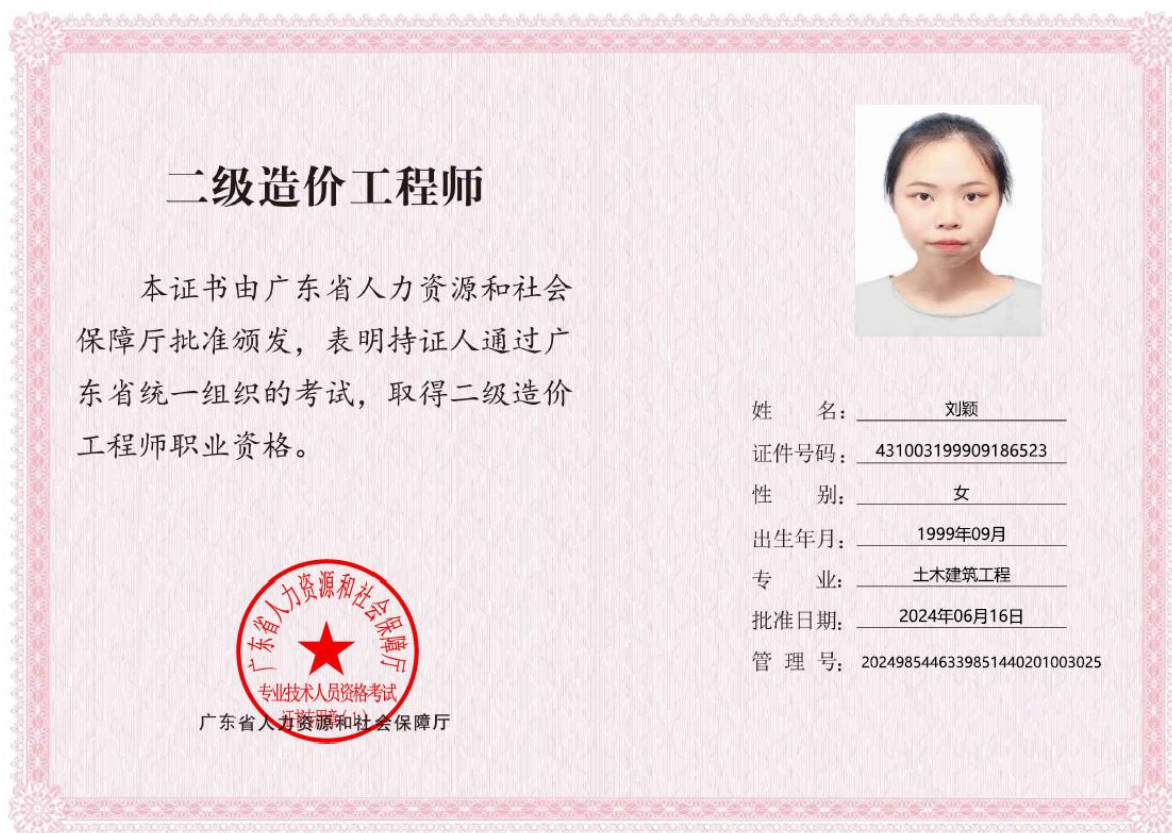 二级造价工程师
本证书由广东省人力资源和社会
保障厅批准颁发，表明持证人通过广
东省统一组织的考试，取得二级造价
工程师职业资格。
广东省人力资源和社会保障厅
专业技术人员资格考试
证书专用章(1)
广东省人力资源和社会保障厅
姓 名：刘颖
证件号码：431003199909186523
性 别：女
出生年月：1999年09月
专 业：土木建筑工程
批准日期：2024年06月16日
管 理 号：2024985446339851440201003025